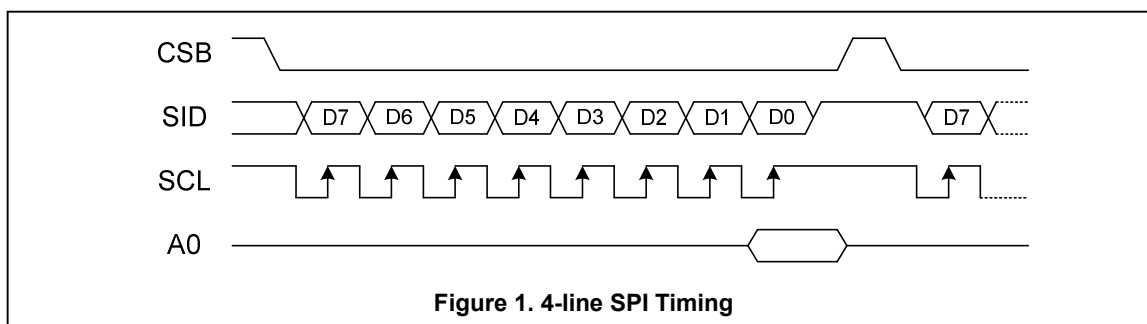 CSB
SID D7 D6 D5 D4 D3 D2 D1 D0 D7
SCL
A0
Figure 1. 4-line SPI Timing